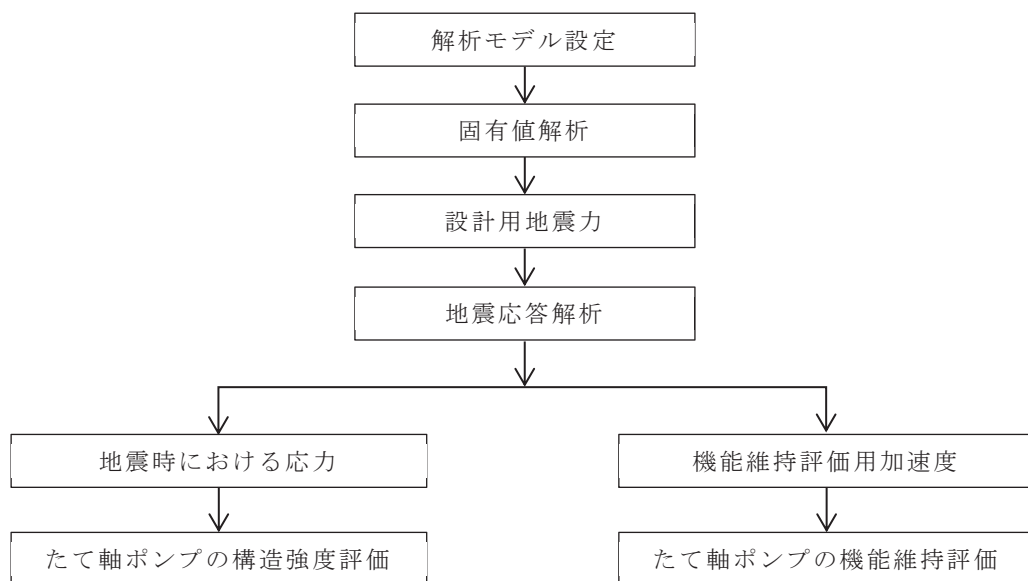 解析モデル設定
固有値解析
設計用地震力
地震応答解析
地震時における応力
機能維持評価用加速度
たて軸ポンプの構造強度評価
たて軸ポンプの機能維持評価